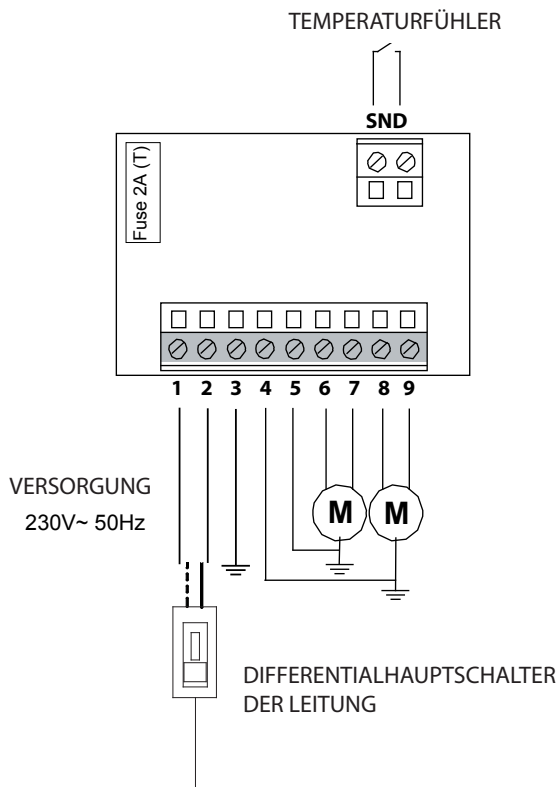 TEMPERATURFÜHLER
SND
Fuse 2A (T)
1 2 3 4 5 6 7 8 9
VERSORGUNG
230V~ 50Hz
M M
DIFFERENTIALHAUPTSCHALTER
DER LEITUNG